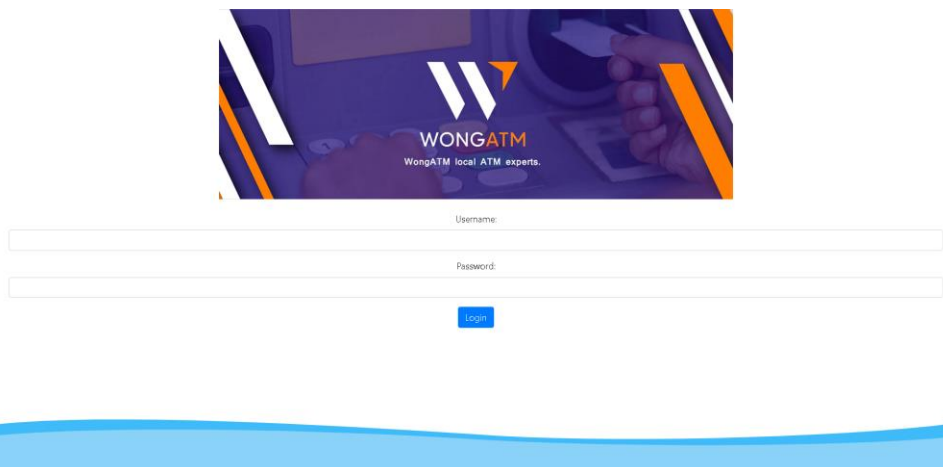 WONGATM
WongATM local ATM experts.
Username:
Password:
Login